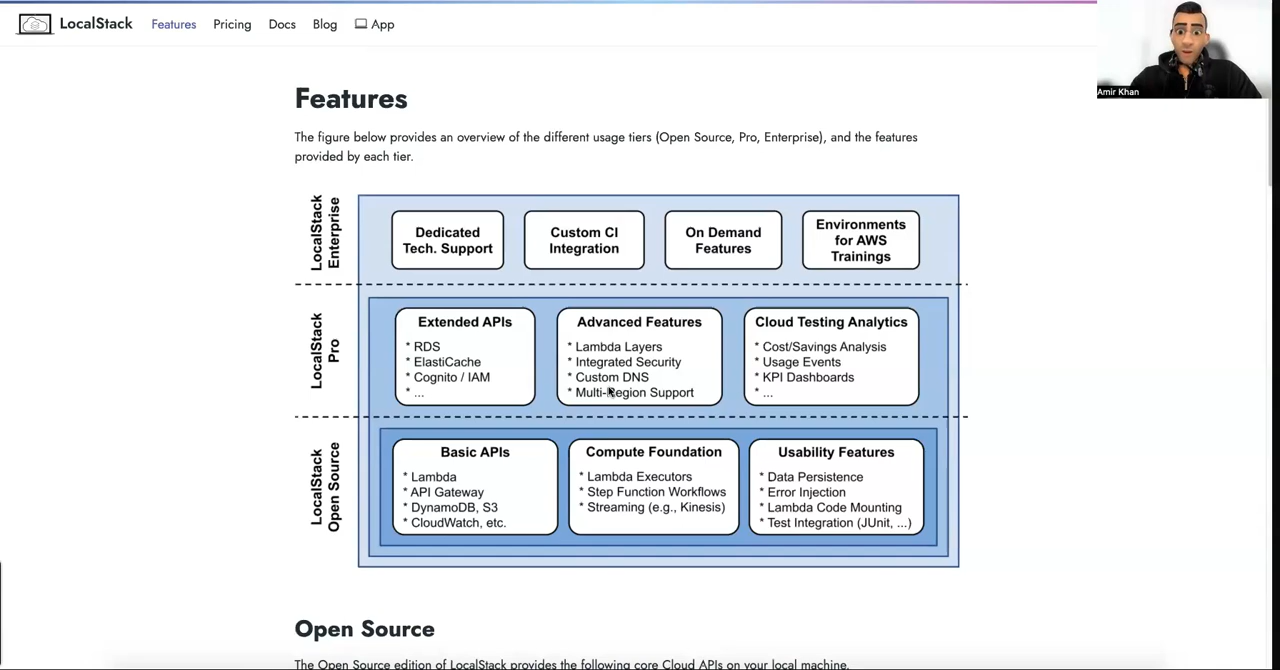 LocalStack Features Pricing Docs Blog App
Amir Khan
Features
The figure below provides an overview of the different usage tiers (Open Source, Pro, Enterprise), and the features
provided by each tier.
LocalStack
Enterprise
Dedicated
Tech. Support
Custom CI
Integration
On Demand
Features
Environments
for AWS
Trainings
LocalStack
Pro
Extended APIs
* RDS
* ElastiCache
* Cognito / IAM
* ...
Advanced Features
* Lambda Layers
* Integrated Security
* Custom DNS
* Multi-Region Support
Cloud Testing Analytics
* Cost/Savings Analysis
* Usage Events
* KPI Dashboards
* ...
LocalStack
Open Source
Basic APIs
* Lambda
* API Gateway
* DynamoDB, S3
* CloudWatch, etc.
Compute Foundation
* Lambda Executors
* Step Function Workflows
* Streaming (e.g., Kinesis)
Usability Features
* Data Persistence
* Error Injection
* Lambda Code Mounting
* Test Integration (JUnit, ...)
Open Source
The Open Source edition of LocalStack provides the following core Cloud APIs on your local machine.